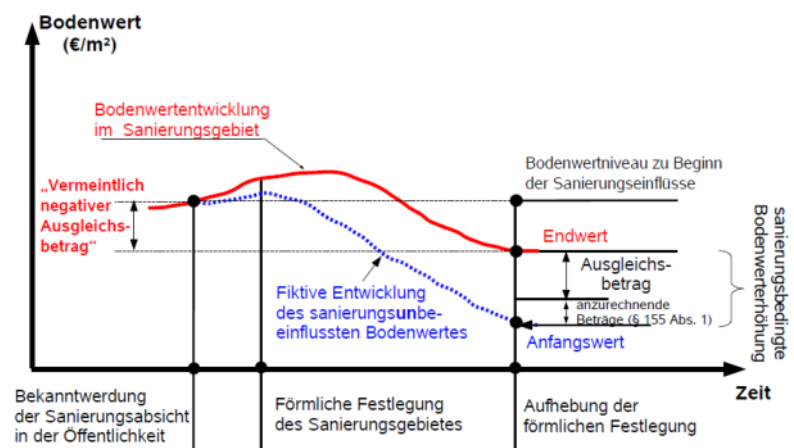 Bodenwert
(€/m²)
Bodenwertentwicklung
im Sanierungsgebiet
„Vermeintlich
negativer
Ausgleichs-
betrag“
Bodenwertniveau zu Beginn
der Sanierungseinflüsse
Endwert
Ausgleichs-
betrag
anzurechnende
Beträge (§ 155 Abs. 1)
Anfangswert
sanierungsbedingte
Bodenwerterhöhung
Fiktive Entwicklung
des sanierungsunbe-
einflussten Bodenwertes
Zeit
Bekanntwerdung
der Sanierungsabsicht
in der Öffentlichkeit
Förmliche Festlegung
des Sanierungsgebietes
Aufhebung der
förmlichen Festlegung